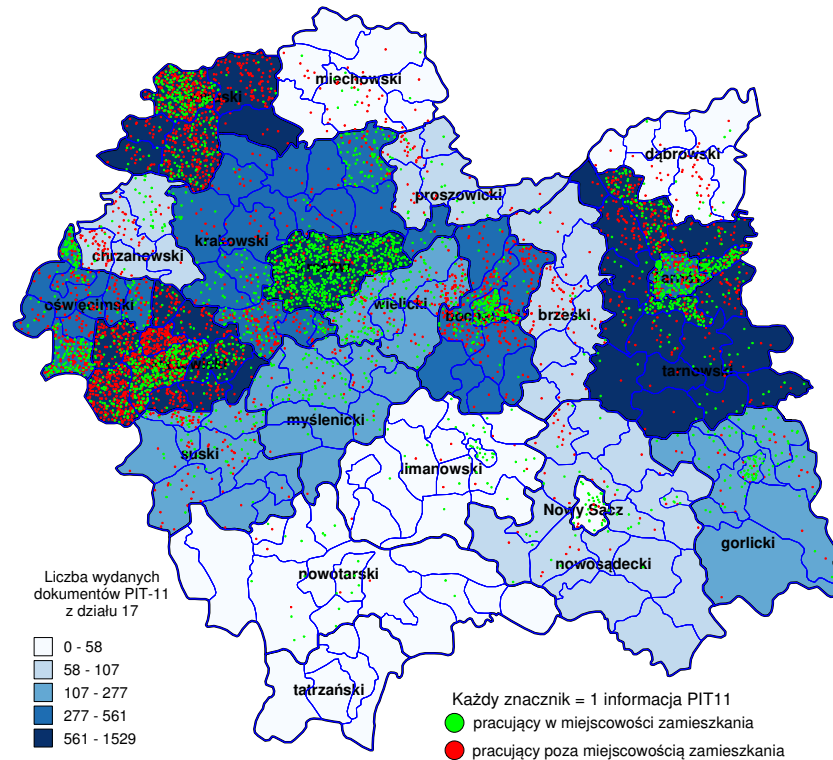 miechowski
dąbrowski
proszowicki
krakowski
chrzanowski
oświęcimski
wielicki
brzeski
tarnowski
myślenicki
suski
limanowski
Nowy Sącz
gorlicki
nowosądecki
nowotarski
tatrzański
Liczba wydanych
dokumentów PIT-11
z działu 17
0 - 58
58 - 107
107 - 277
277 - 561
561 - 1529
Każdy znacznik = 1 informacja PIT11
pracujący w miejscowości zamieszkania
pracujący poza miejscowością zamieszkania